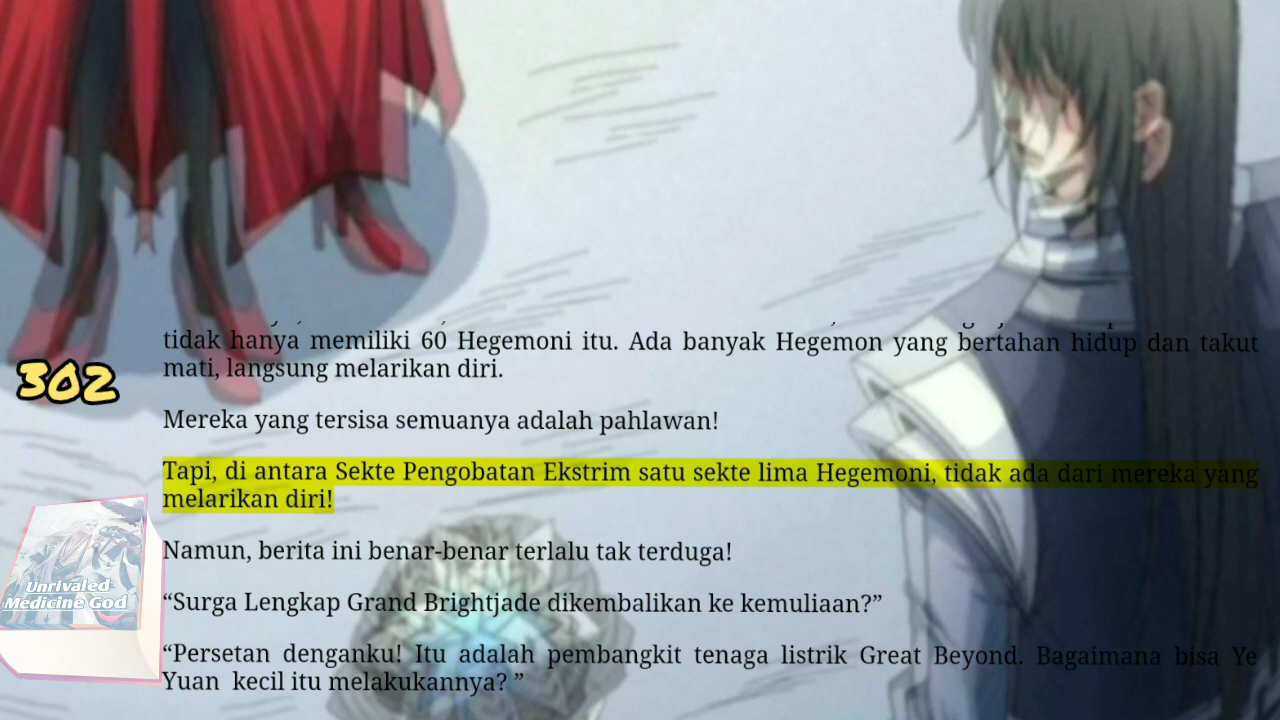 tidak hanya memiliki 60 Hegemoni itu. Ada banyak Hegemon yang bertahan hidup dan takut
mati, langsung melarikan diri.
302
Mereka yang tersisa semuanya adalah pahlawan!
Tapi, di antara Sekte Pengobatan Ekstrim satu sekte lima Hegemoni, tidak ada dari mereka yang
melarikan diri!
Namun, berita ini benar-benar terlalu tak terduga!
Unrivaled
Medicine God
“Surga Lengkap Grand Brightjade dikembalikan ke kemuliaan?”
“Persetan denganku! Itu adalah pembangkit tenaga listrik Great Beyond. Bagaimana bisa Ye
Yuan kecil itu melakukannya? ”